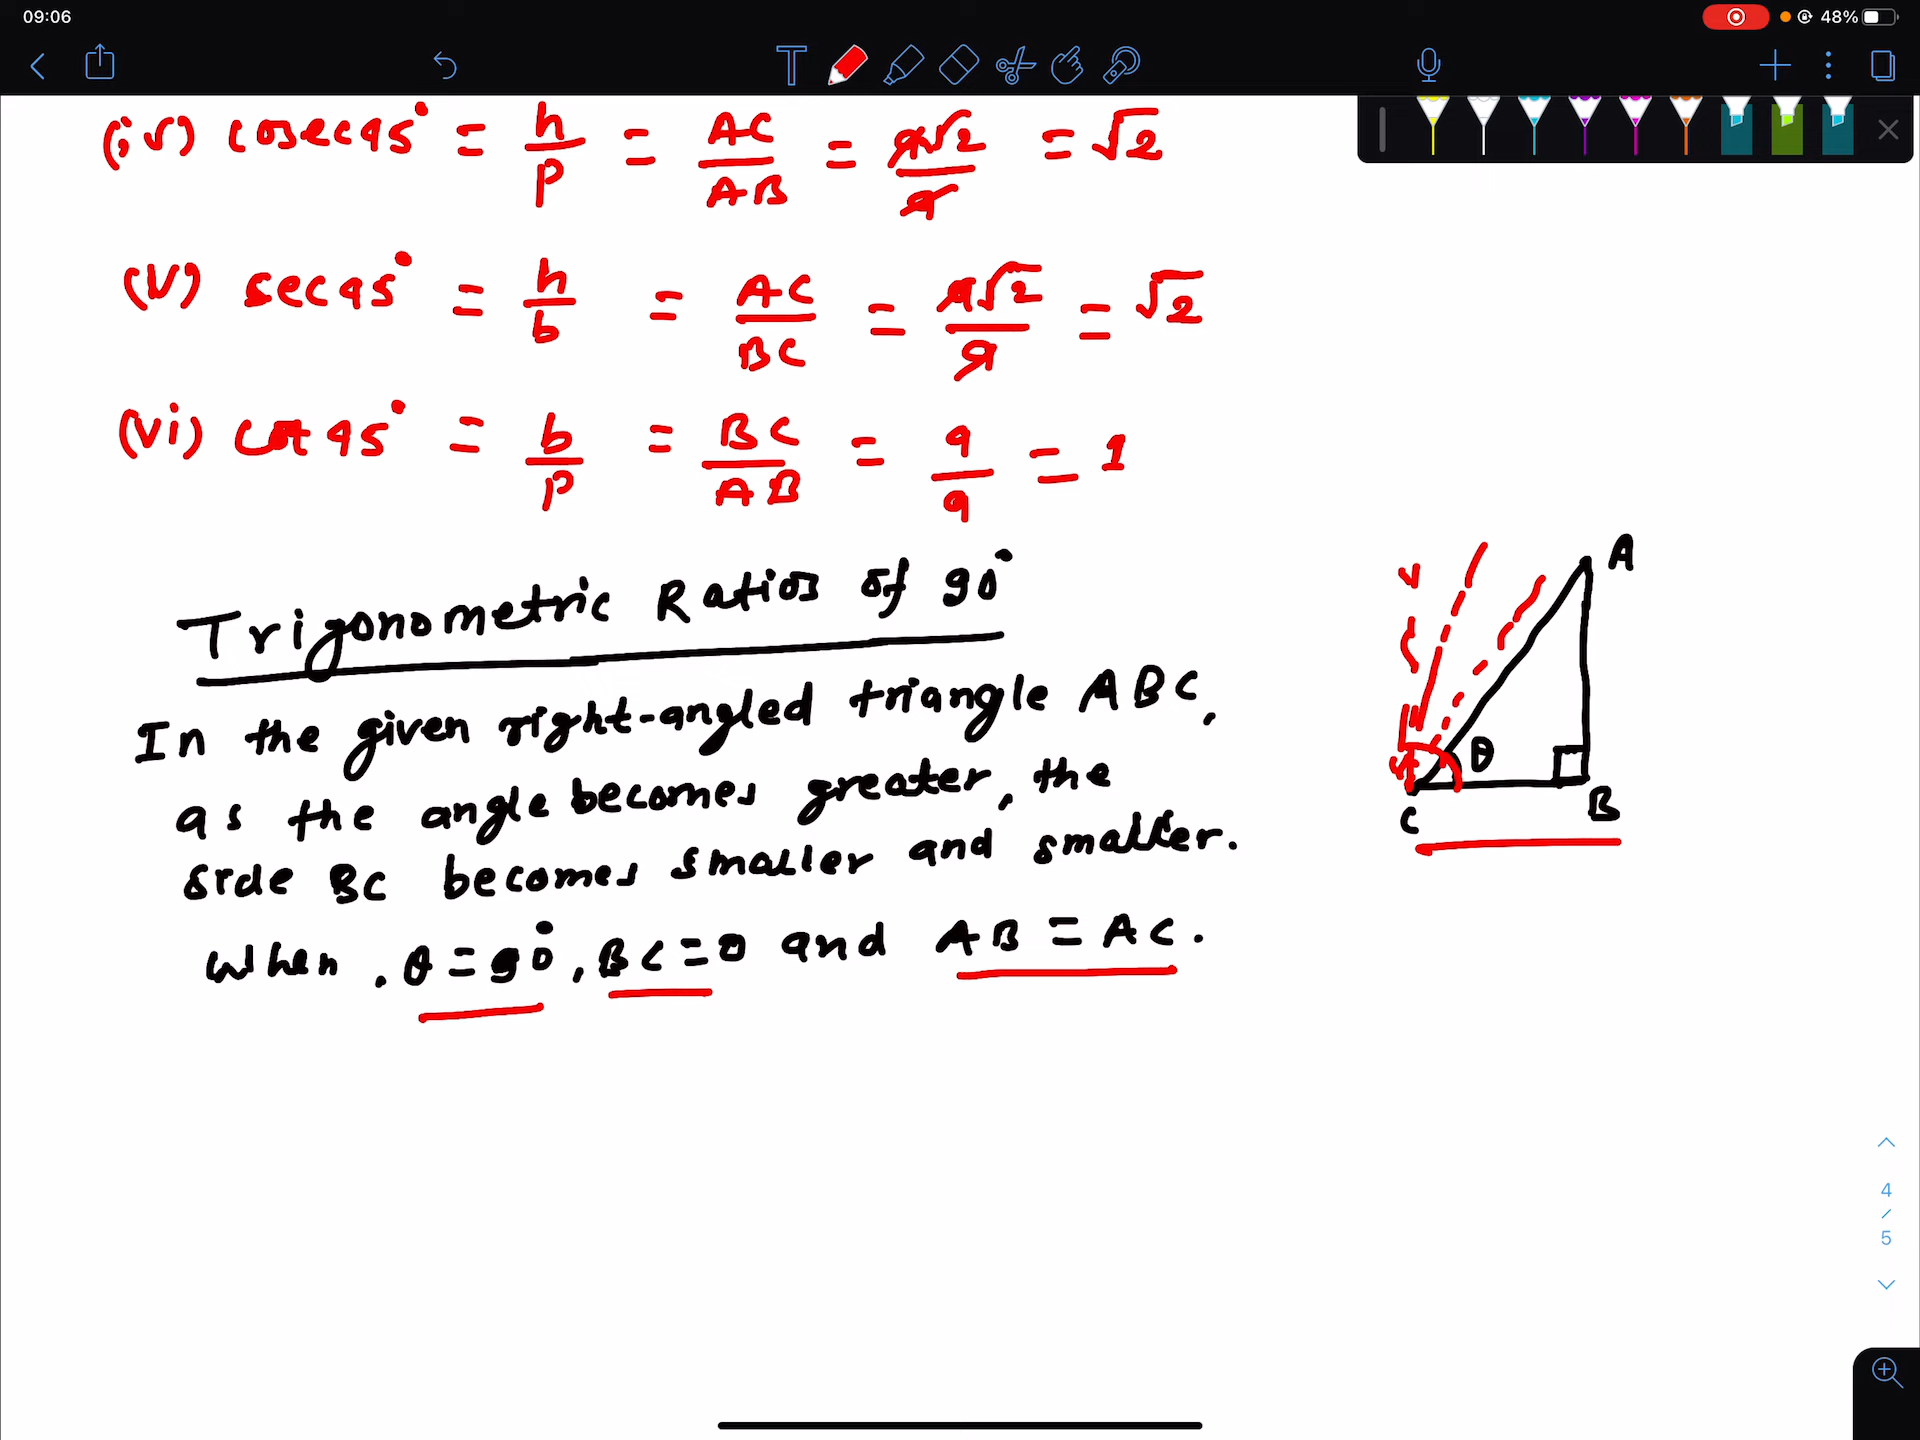 09:06
48%
(iv) cosec45° = h/p = AC/AB = a√2/a = √2
(v) sec45° = h/b = AC/BC = a√2/a = √2
(vi) cot45° = b/p = BC/AB = a/a = 1
Trigonometric Ratios of 90°
In the given right-angled triangle ABC,
as the angle becomes greater, the
side BC becomes smaller and smaller.
When . θ = 90°, BC = 0 and AB = AC.
A
θ
C
B
4
/
5